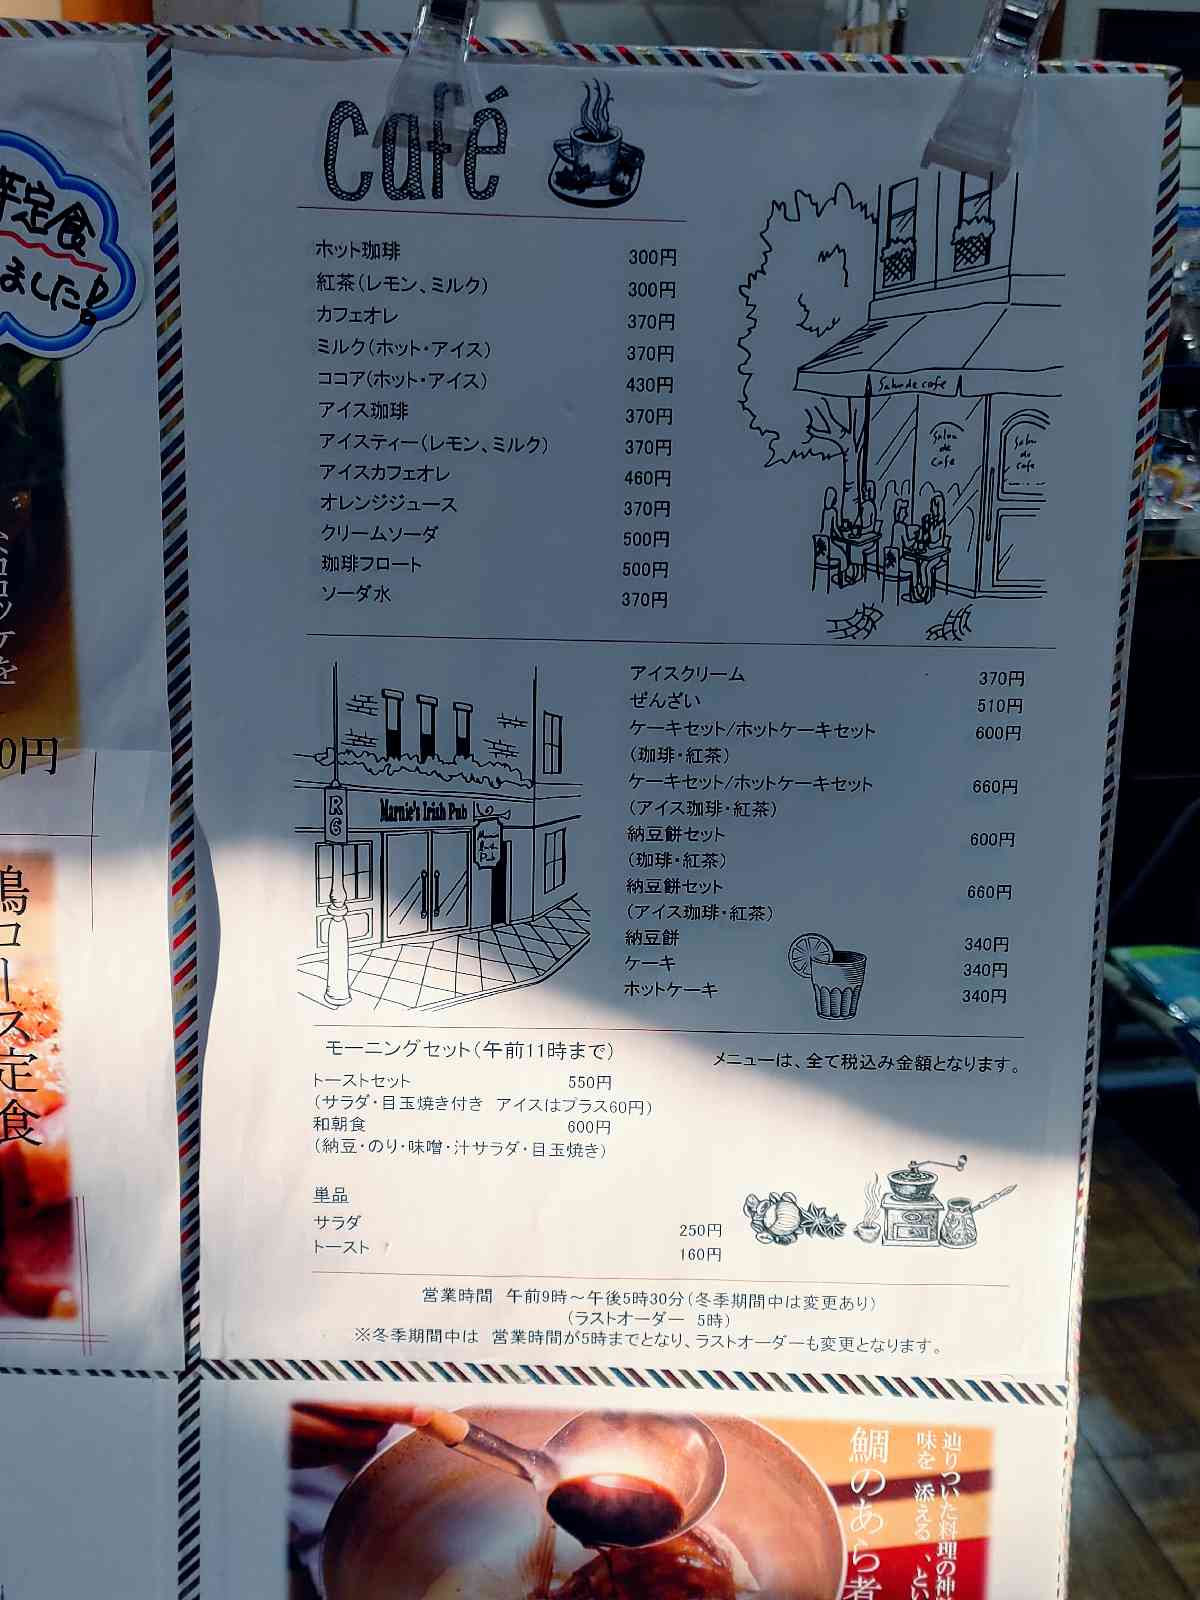 定食
ました!
コロッケを
0円
コース定食
café
ホット珈琲 300円
紅茶(レモン、ミルク) 300円
カフェオレ 370円
ミルク(ホット・アイス) 370円
ココア(ホット・アイス) 430円
アイス珈琲 370円
アイスティー(レモン、ミルク) 370円
アイスカフェオレ 460円
オレンジジュース 370円
クリームソーダ 500円
珈琲フロート 500円
ソーダ水 370円
Salon de cafe
Salon
de
Cafe
Salon
de
cafe
アイスクリーム 370円
ぜんざい 510円
ケーキセット/ホットケーキセット 600円
(珈琲・紅茶)
ケーキセット/ホットケーキセット 660円
(アイス珈琲・紅茶)
納豆餅セット 600円
(珈琲・紅茶)
納豆餅セット 660円
(アイス珈琲・紅茶)
納豆餅 340円
ケーキ 340円
ホットケーキ 340円
R
6
Marnie's Irish Pub
Pub
モーニングセット(午前11時まで)
メニューは、全て税込み金額となります。
トーストセット 550円
(サラダ・目玉焼き付き アイスはプラス60円)
和朝食 600円
(納豆・のり・味噌・汁サラダ・目玉焼き)
単品
サラダ 250円
トースト 160円
営業時間 午前9時～午後5時30分(冬季期間中は変更あり)
(ラストオーダー 5時)
※冬季期間中は 営業時間が5時までとなり、ラストオーダーも変更となります。
辿りついた料理の神
味を 添える、とい
鯛のあら煮